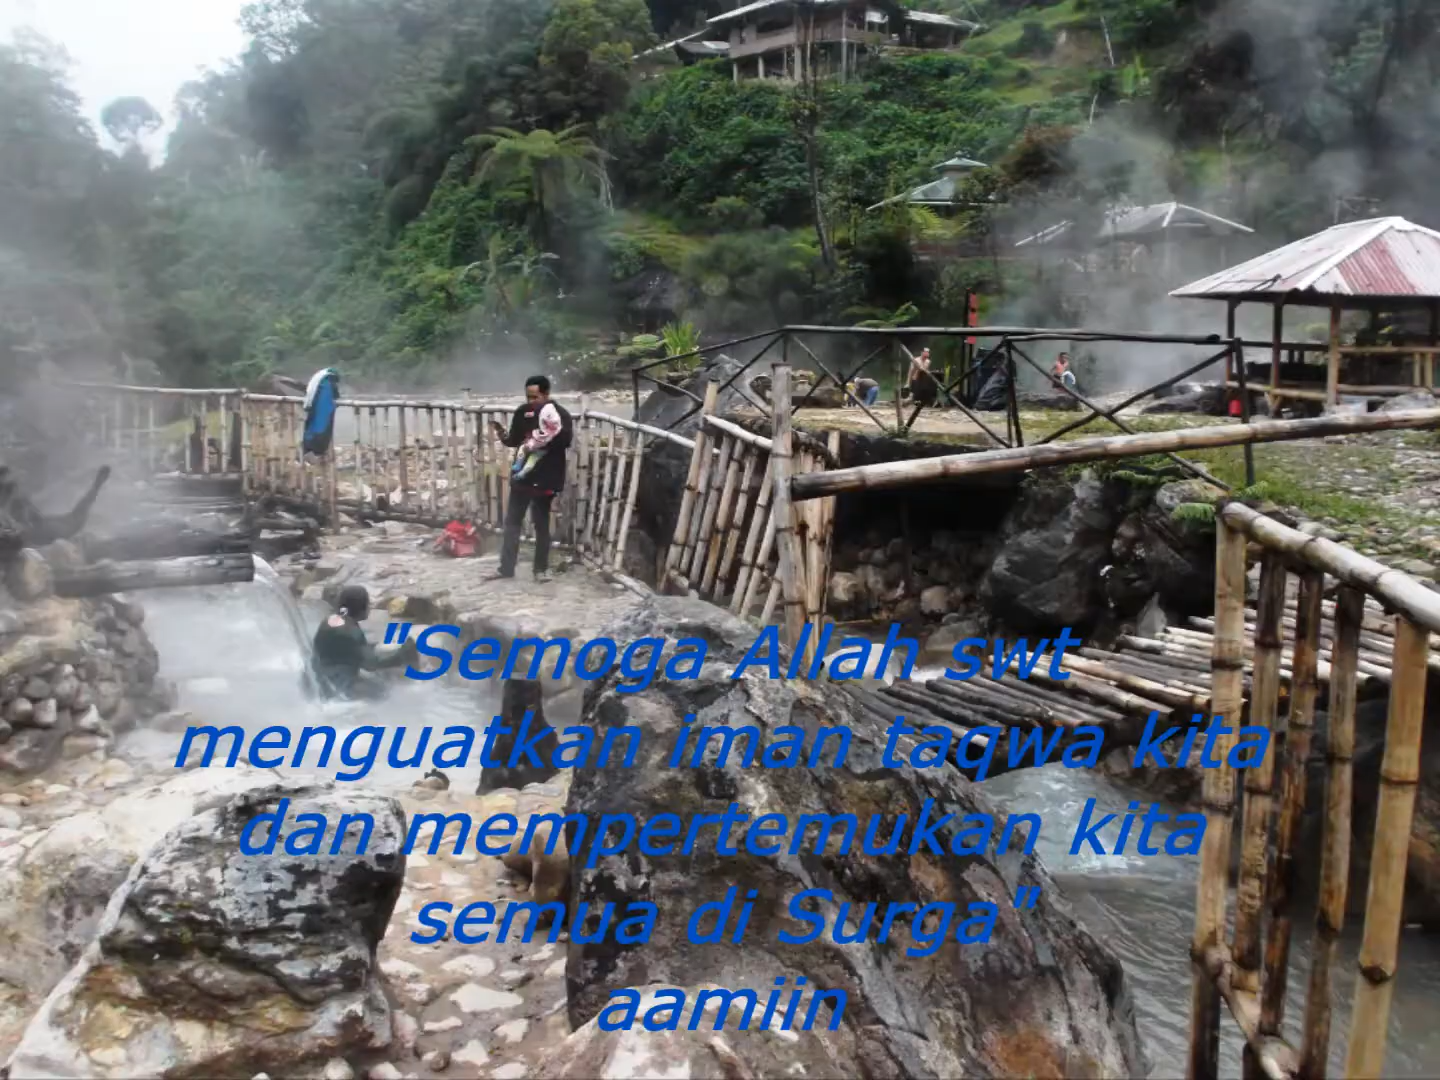 "Semoga Allah swt
menguatkan iman taqwa kita
dan mempertemukan kita
semua di Surga"
aamiin